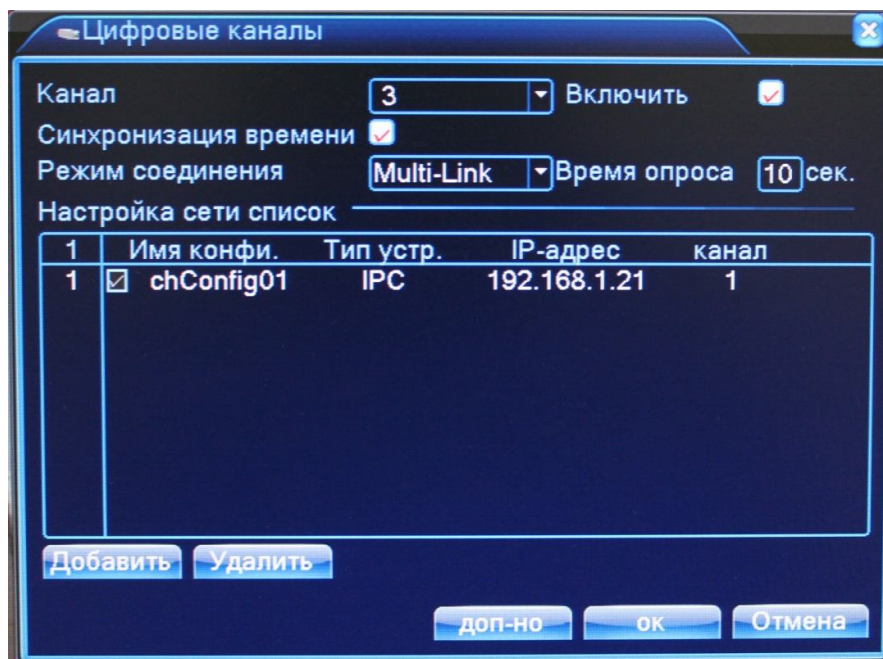 Цифровые каналы
Канал 3 Включить
Синхронизация времени
Режим соединения Multi-Link Время опроса 10 сек.
Настройка сети список
1 Имя конфи. Тип устр. IP-адрес канал
1 chConfig01 IPC 192.168.1.21 1
Добавить Удалить
доп-но ок Отмена